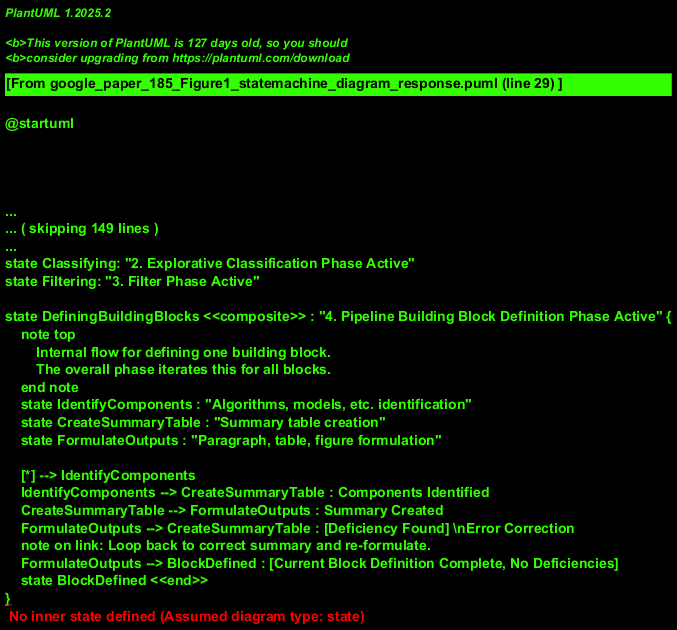 PlantUML 1.2025.2
<b>This version of PlantUML is 127 days old, so you should
<b>consider upgrading from https://plantuml.com/download
[From google_paper_185_Figure1_statemachine_diagram_response.puml (line 29) ]
@startuml
...
... ( skipping 149 lines )
...
state Classifying: "2. Explorative Classification Phase Active"
state Filtering: "3. Filter Phase Active"
state DefiningBuildingBlocks <<composite>> : "4. Pipeline Building Block Definition Phase Active" {
note top
Internal flow for defining one building block.
The overall phase iterates this for all blocks.
end note
state IdentifyComponents : "Algorithms, models, etc. identification"
state CreateSummaryTable : "Summary table creation"
state FormulateOutputs : "Paragraph, table, figure formulation"
[*] --> IdentifyComponents
IdentifyComponents --> CreateSummaryTable : Components Identified
CreateSummaryTable --> FormulateOutputs : Summary Created
FormulateOutputs --> CreateSummaryTable : [Deficiency Found] \nError Correction
note on link: Loop back to correct summary and re-formulate.
FormulateOutputs --> BlockDefined : [Current Block Definition Complete, No Deficiencies]
state BlockDefined <<end>>
}
No inner state defined (Assumed diagram type: state)